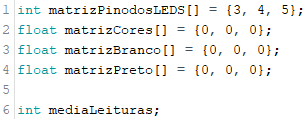 1 int matrizPinodosLEDS[] = {3, 4, 5};
2 float matrizCores[] = {0, 0, 0};
3 float matrizBranco[] = {0, 0, 0};
4 float matrizPreto[] = {0, 0, 0};
5
6 int mediaLeituras;